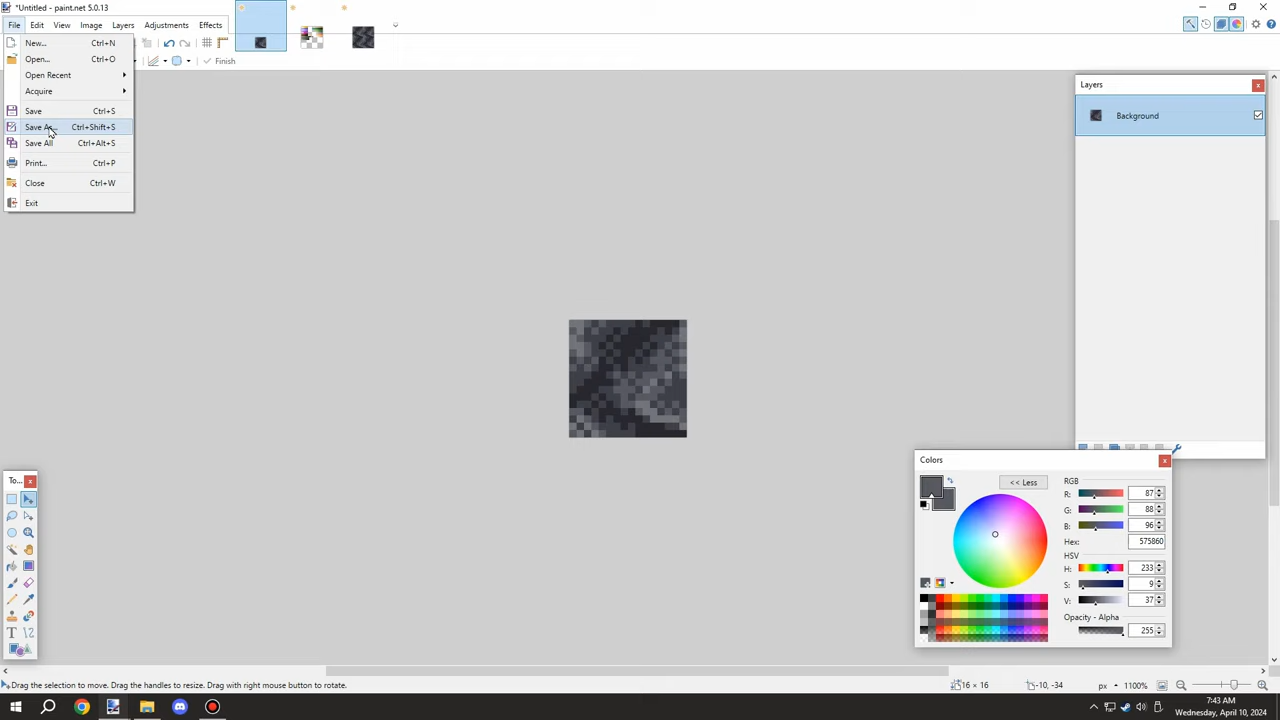 *Untitled - paint.net 5.0.13
File Edit View Image Layers Adjustments Effects
New... Ctrl+N
Open... Ctrl+O
Open Recent
Acquire
Save Ctrl+S
Save As... Ctrl+Shift+S
Save All Ctrl+Alt+S
Print... Ctrl+P
Close Ctrl+W
Exit
Finish
Layers
Background
To...
Colors
<< Less
RGB
R: 87
G: 88
B: 96
Hex: 575860
HSV
H: 233
S: 9
V: 37
Opacity - Alpha
255
Drag the selection to move. Drag the handles to resize. Drag with right mouse button to rotate.
16 × 16
-10, -34
px
1100%
7:43 AM
Wednesday, April 10, 2024